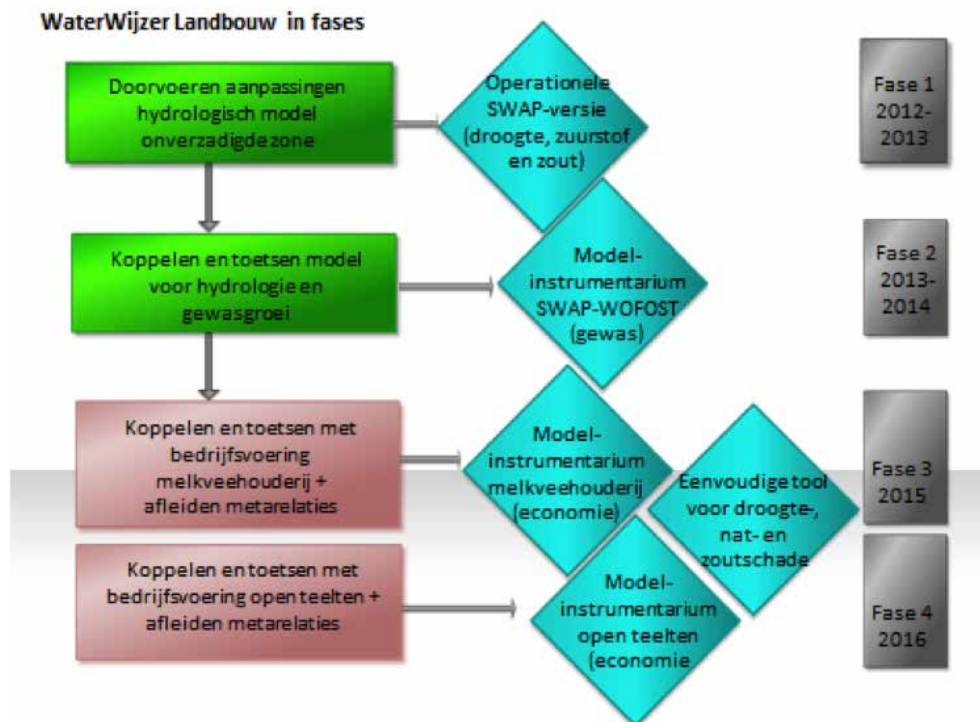 WaterWijzer Landbouw in fases
Doorvoeren aanpassingen
hydrologisch model
onverzadigde zone
Operationele
SWAP-versie
(droogte, zuurstof
en zout)
Fase 1
2012-
2013
Koppelen en toetsen model
voor hydrologie en
gewasgroei
Model-
instrumentarium
SWAP-WOFOST
(gewas)
Fase 2
2013-
2014
Koppelen en toetsen met
bedrijfsvoering
melkveehouderij +
afleiden metarelaties
Model-
instrumentarium
melkveehouderij
(economie)
Eenvoudige tool
voor droogte-,
nat- en
zoutschade
Fase 3
2015
Koppelen en toetsen met
bedrijfsvoering open teelten +
afleiden metarelaties
Model-
instrumentarium
open teelten
(economie
Fase 4
2016